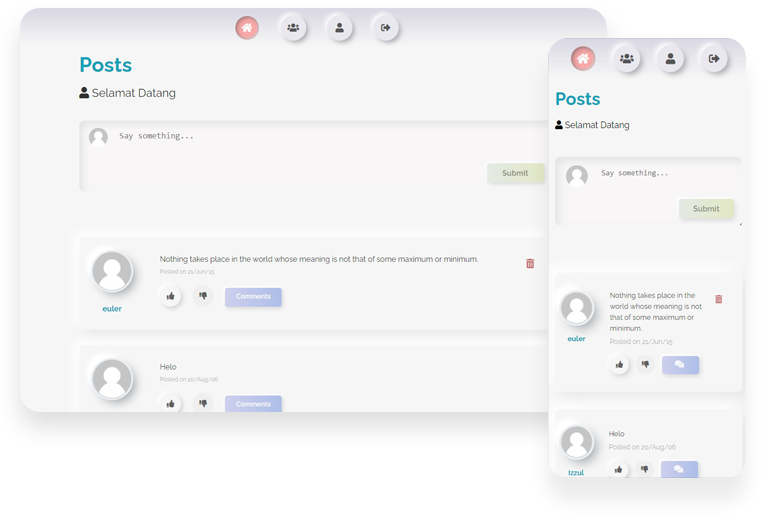 Posts
Selamat Datang
Say something...
Submit
Nothing takes place in the world whose meaning is not that of some maximum or minimum.
Posted on 21/Jun/15
Comments
euler
Helo
Posted on 20/Aug/06
Comments
Posts
Selamat Datang
Say something...
Submit
Nothing takes place in the
world whose meaning is not
that of some maximum or
minimum.
Posted on 21/Jun/15
euler
Helo
Posted on 20/Aug/06
Izzul